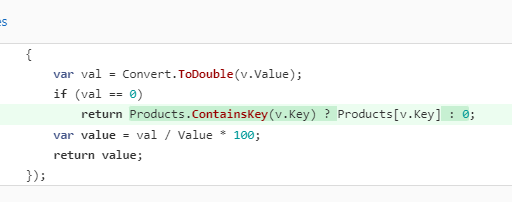 es
{
var val = Convert.ToDouble(v.Value);
if (val == 0)
return Products.ContainsKey(v.Key) ? Products[v.Key] : 0;
var value = val / Value * 100;
return value;
});